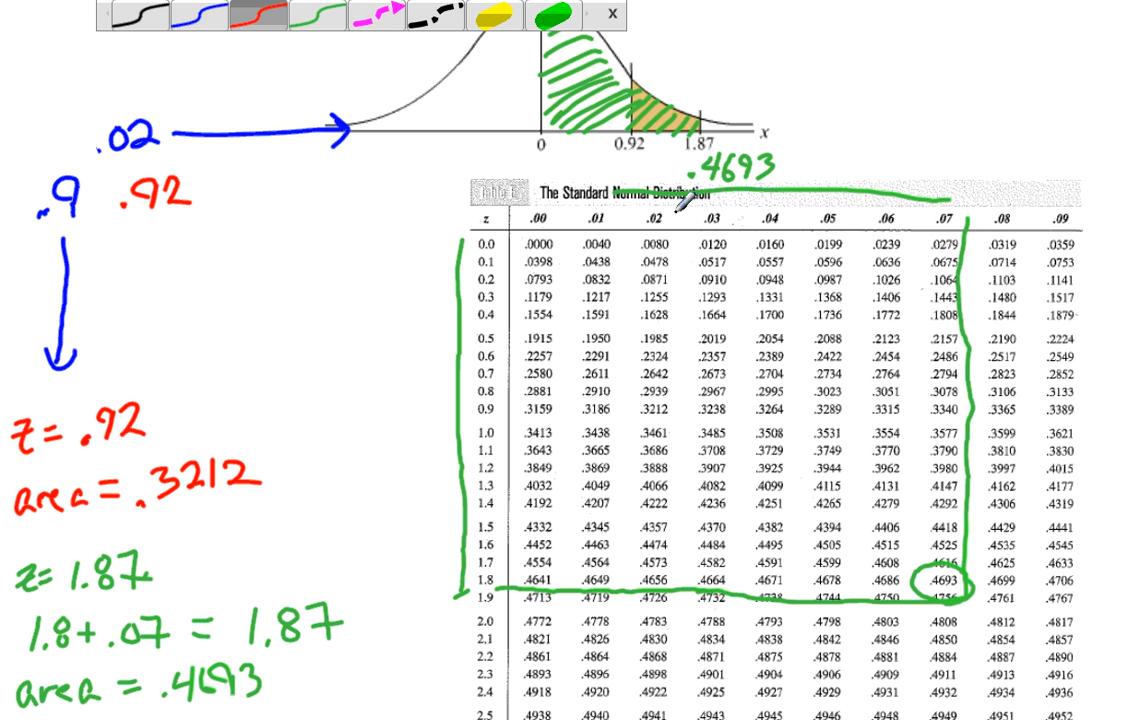 x
.02
.9 .92
0 0.92 1.87 x
.4693
Table E The Standard Normal Distribution
z .00 .01 .02 .03 .04 .05 .06 .07 .08 .09
0.0 .0000 .0040 .0080 .0120 .0160 .0199 .0239 .0279 .0319 .0359
0.1 .0398 .0438 .0478 .0517 .0557 .0596 .0636 .0675 .0714 .0753
0.2 .0793 .0832 .0871 .0910 .0948 .0987 .1026 .1064 .1103 .1141
0.3 .1179 .1217 .1255 .1293 .1331 .1368 .1406 .1443 .1480 .1517
0.4 .1554 .1591 .1628 .1664 .1700 .1736 .1772 .1808 .1844 .1879
0.5 .1915 .1950 .1985 .2019 .2054 .2088 .2123 .2157 .2190 .2224
0.6 .2257 .2291 .2324 .2357 .2389 .2422 .2454 .2486 .2517 .2549
0.7 .2580 .2611 .2642 .2673 .2704 .2734 .2764 .2794 .2823 .2852
0.8 .2881 .2910 .2939 .2967 .2995 .3023 .3051 .3078 .3106 .3133
0.9 .3159 .3186 .3212 .3238 .3264 .3289 .3315 .3340 .3365 .3389
1.0 .3413 .3438 .3461 .3485 .3508 .3531 .3554 .3577 .3599 .3621
1.1 .3643 .3665 .3686 .3708 .3729 .3749 .3770 .3790 .3810 .3830
1.2 .3849 .3869 .3888 .3907 .3925 .3944 .3962 .3980 .3997 .4015
1.3 .4032 .4049 .4066 .4082 .4099 .4115 .4131 .4147 .4162 .4177
1.4 .4192 .4207 .4222 .4236 .4251 .4265 .4279 .4292 .4306 .4319
1.5 .4332 .4345 .4357 .4370 .4382 .4394 .4406 .4418 .4429 .4441
1.6 .4452 .4463 .4474 .4484 .4495 .4505 .4515 .4525 .4535 .4545
1.7 .4554 .4564 .4573 .4582 .4591 .4599 .4608 .4616 .4625 .4633
1.8 .4641 .4649 .4656 .4664 .4671 .4678 .4686 .4693 .4699 .4706
1.9 .4713 .4719 .4726 .4732 .4738 .4744 .4750 .4756 .4761 .4767
2.0 .4772 .4778 .4783 .4788 .4793 .4798 .4803 .4808 .4812 .4817
2.1 .4821 .4826 .4830 .4834 .4838 .4842 .4846 .4850 .4854 .4857
2.2 .4861 .4864 .4868 .4871 .4875 .4878 .4881 .4884 .4887 .4890
2.3 .4893 .4896 .4898 .4901 .4904 .4906 .4909 .4911 .4913 .4916
2.4 .4918 .4920 .4922 .4925 .4927 .4929 .4931 .4932 .4934 .4936
2.5 .4938 .4940 .4941 .4943 .4945 .4946 .4948 .4949 .4951 .4952
z = .92
area = .3212
z = 1.87
1.8 + .07 = 1.87
area = .4693